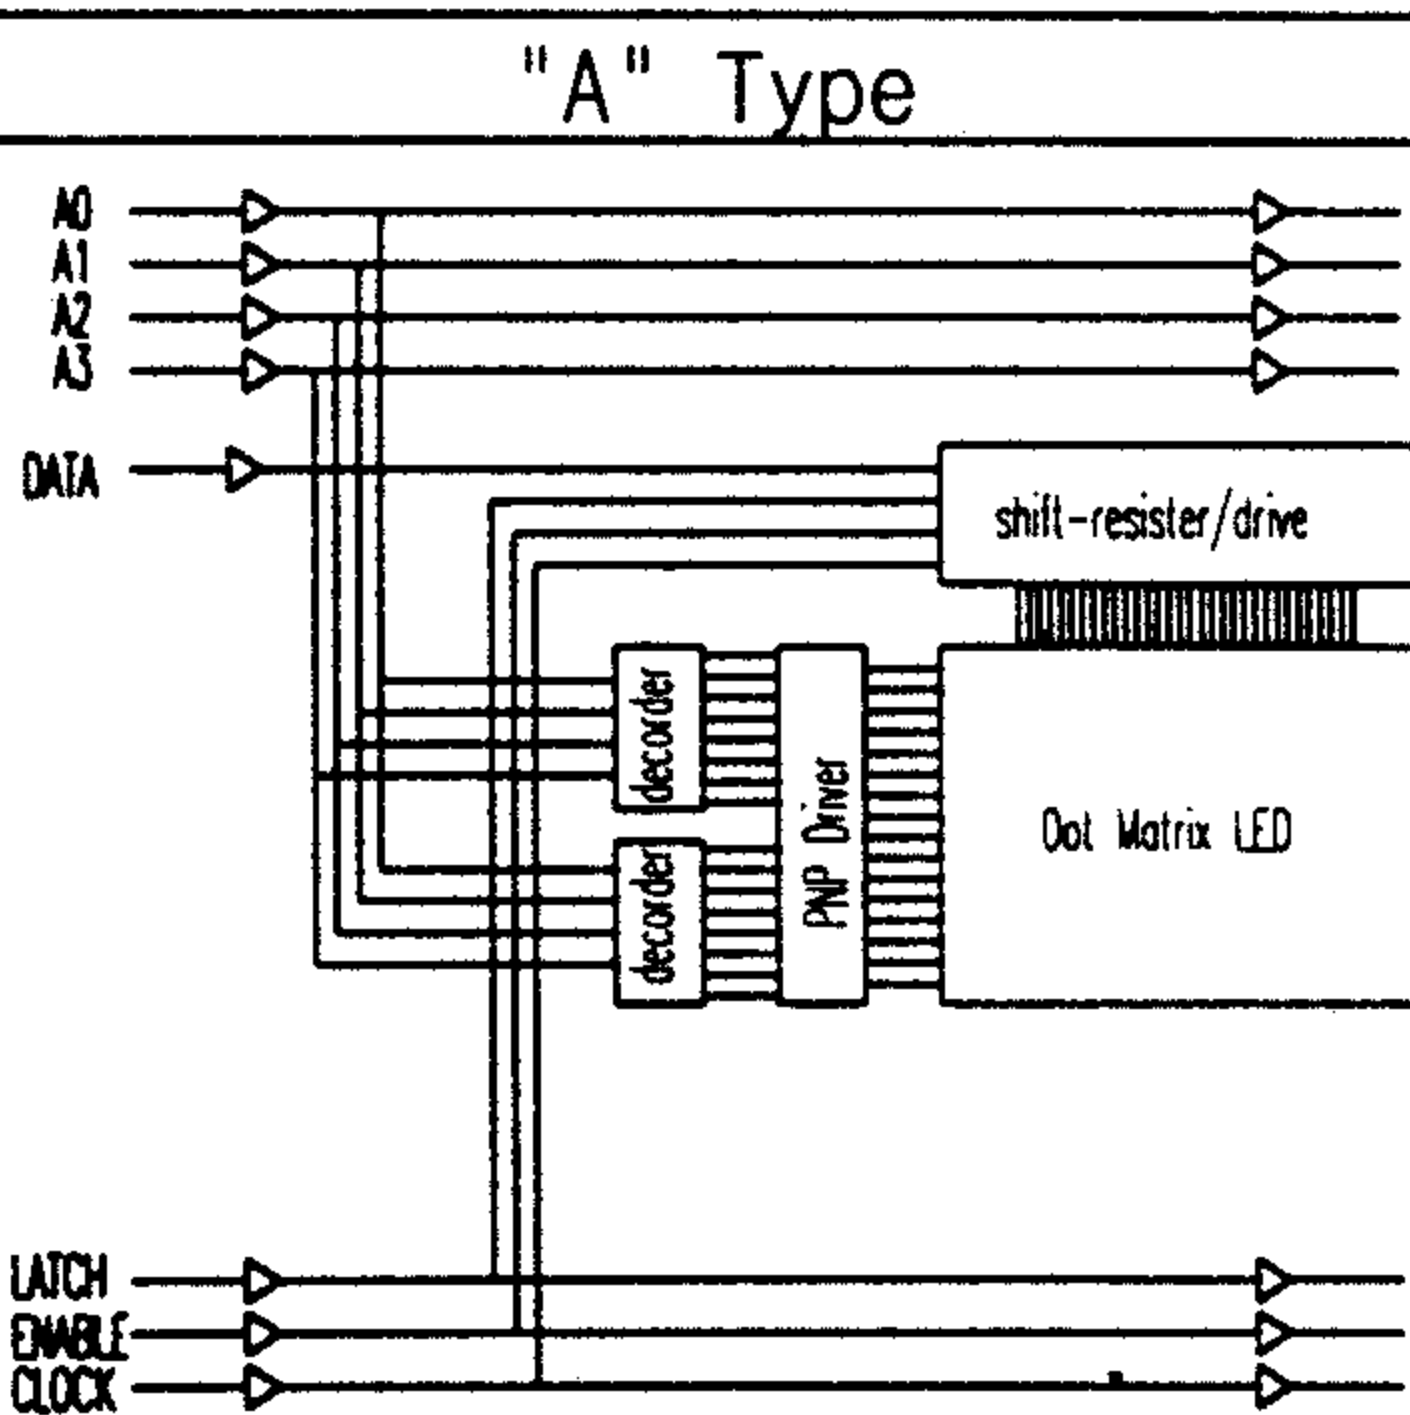 "A" Type
A0
A1
A2
A3
DATA
shift-resister/drive
decorder
PNP Driver
Dot Matrix LED
decorder
LATCH
ENABLE
CLOCK